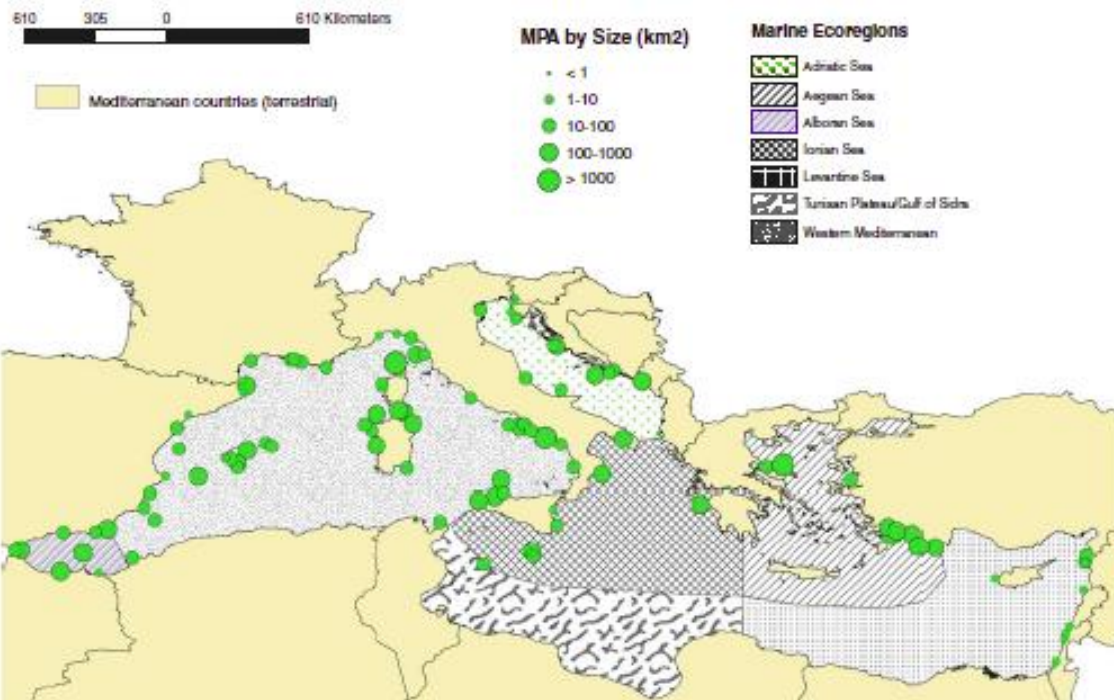 610 305 0 610 Kilometers
Mediterranean countries (terrestrial)
MPA by Size (km2)
< 1
1-10
10-100
100-1000
> 1000
Marine Ecoregions
Adriatic Sea
Aegean Sea
Alboran Sea
Ionian Sea
Levantine Sea
Tunisan Plateau/Gulf of Sidra
Western Mediterranean